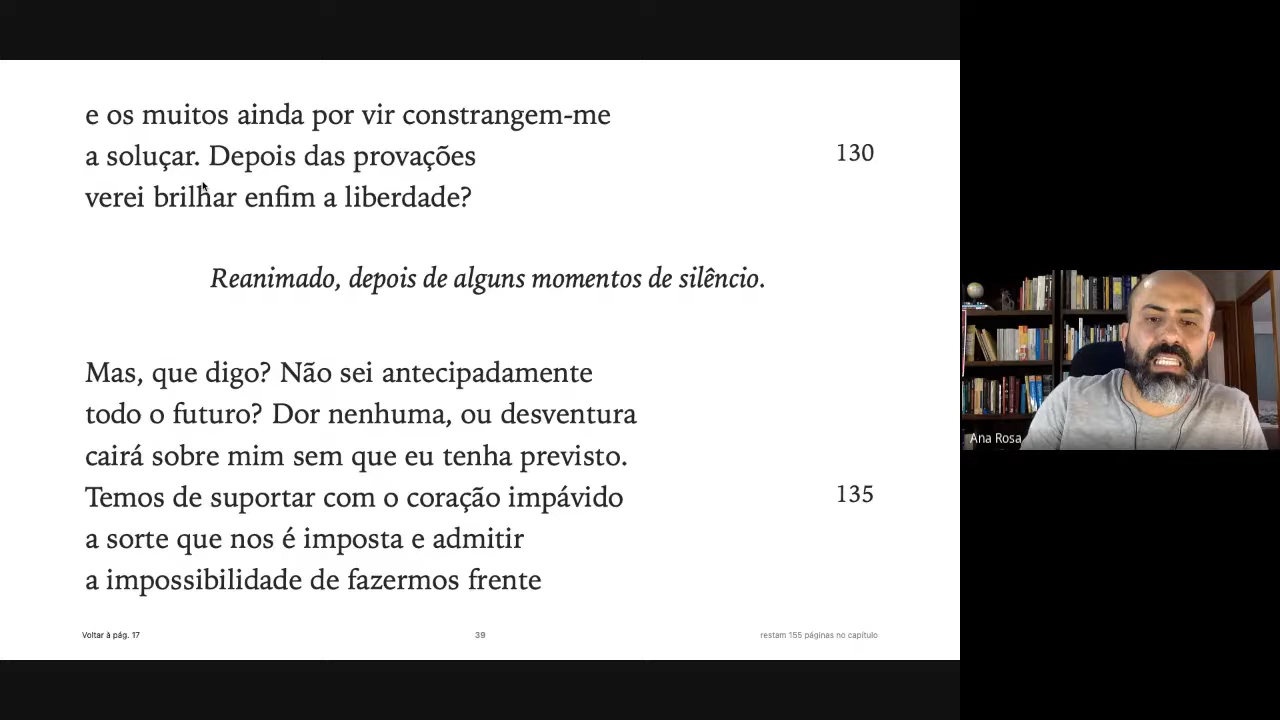 e os muitos ainda por vir constrangem-me
a soluçar. Depois das provações 130
verei brilhar enfim a liberdade?
Reanimado, depois de alguns momentos de silêncio.
Mas, que digo? Não sei antecipadamente
todo o futuro? Dor nenhuma, ou desventura
cairá sobre mim sem que eu tenha previsto.
Temos de suportar com o coração impávido 135
a sorte que nos é imposta e admitir
a impossibilidade de fazermos frente
Voltar à pág. 17 39 restam 155 páginas no capítulo
Ana Rosa